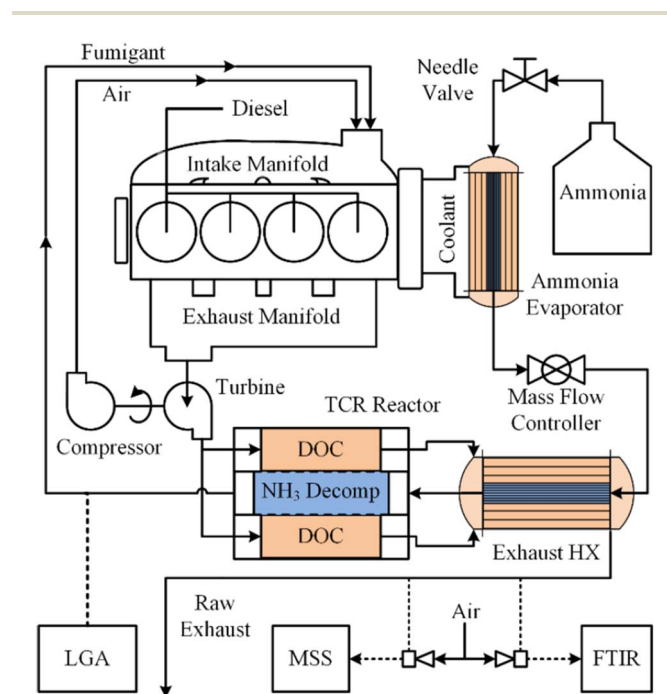 Fumigant
Air
Diesel
Needle
Valve
Intake Manifold
Ammonia
Coolant
Exhaust Manifold
Ammonia
Evaporator
Turbine
Compressor
TCR Reactor
Mass Flow
Controller
DOC
NH₃ Decomp
DOC
Exhaust HX
Raw
Exhaust
Air
LGA
MSS
FTIR